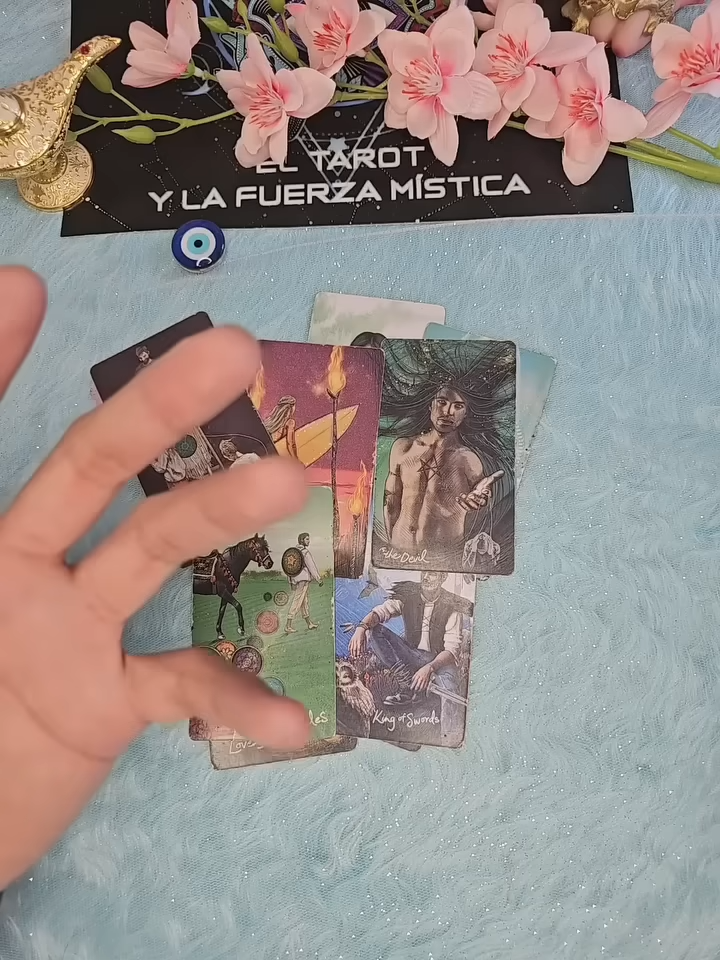 EL TAROT
Y LA FUERZA MÍSTICA
The Devil
King of Swords